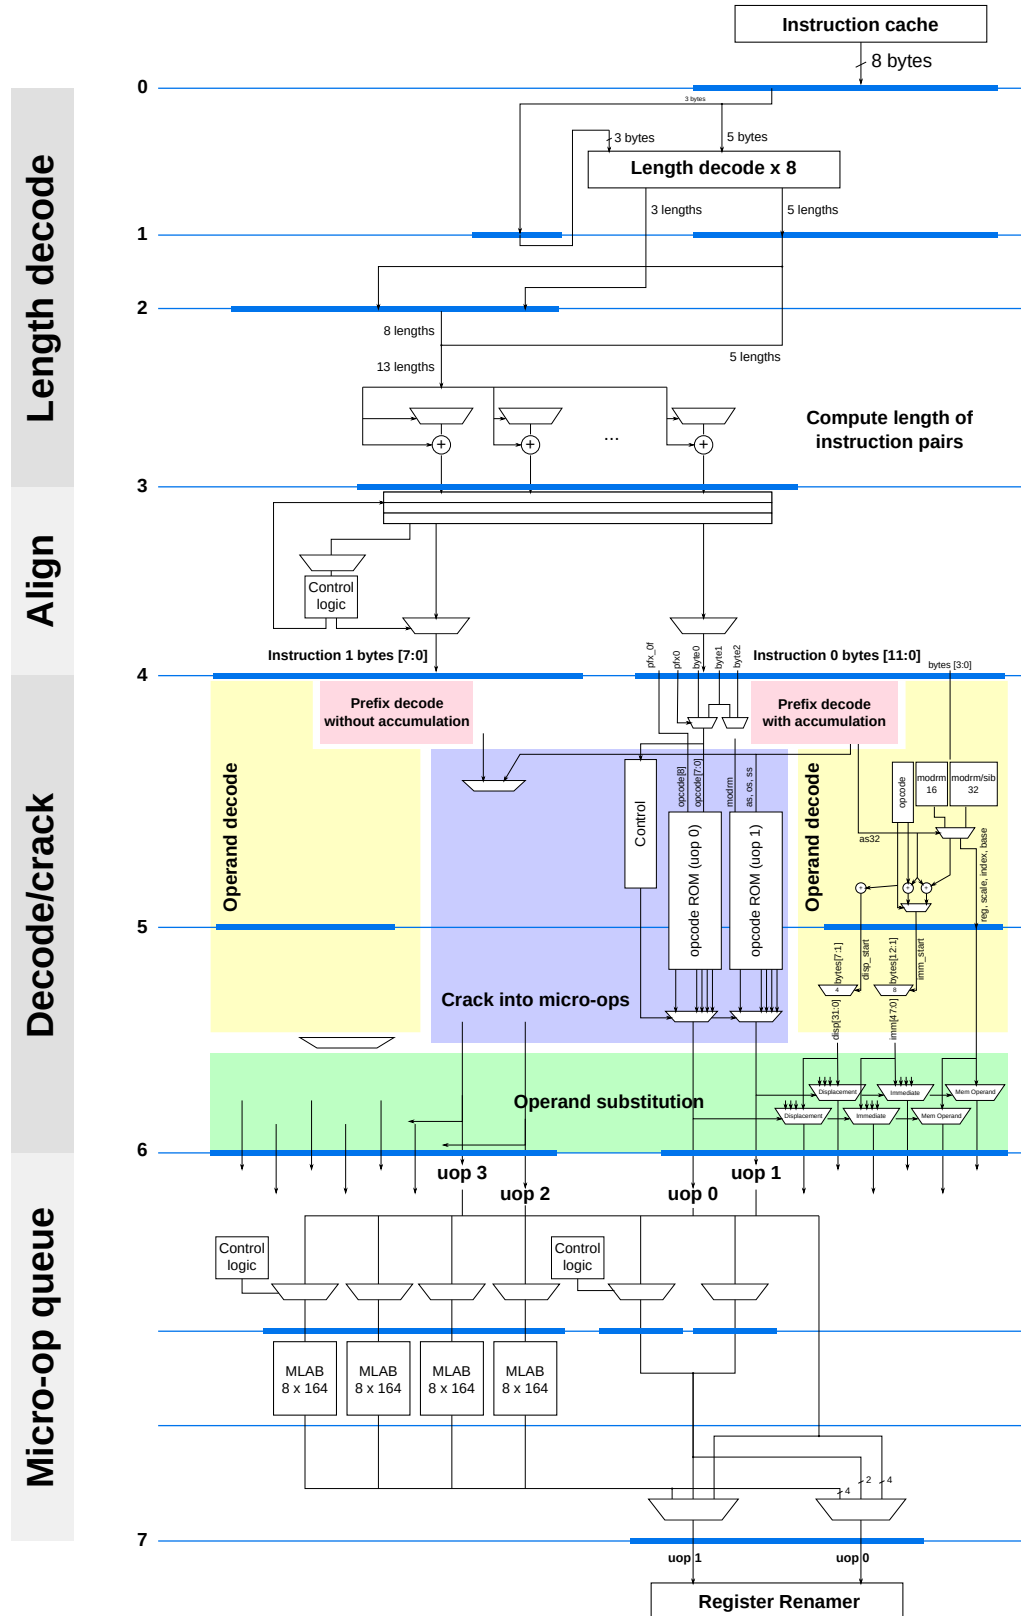 Instruction cache
8 bytes
0
3 bytes
3 bytes
5 bytes
Length decode x 8
3 lengths
5 lengths
1
2
8 lengths
5 lengths
13 lengths
Compute length of
instruction pairs
+
+
...
+
3
Length decode
Control
logic
Align
pfx_0f
pfx0
byte0
byte1
byte2
Instruction 1 bytes [7:0]
Instruction 0 bytes [11:0]
bytes [3:0]
4
Prefix decode
without accumulation
Prefix decode
with accumulation
Operand decode
Control
opcode[8]
opcode[7:0]
modrm
as, os, ss
opcode ROM (uop 0)
opcode ROM (uop 1)
Operand decode
opcode
modrm
16
modrm/sib
32
as32
+
+
+
reg, scale, index, base
5
Decode/crack
bytes[7:1]
disp_start
bytes[12:1]
imm_start
4
8
Crack into micro-ops
disp[31:0]
imm[47:0]
Displacement
Immediate
Mem Operand
Operand substitution
Displacement
Immediate
Mem Operand
6
uop 3
uop 2
uop 0
uop 1
Control
logic
Control
logic
Micro-op queue
MLAB
8 x 164
MLAB
8 x 164
MLAB
8 x 164
MLAB
8 x 164
4
2
4
7
uop 1
uop 0
Register Renamer